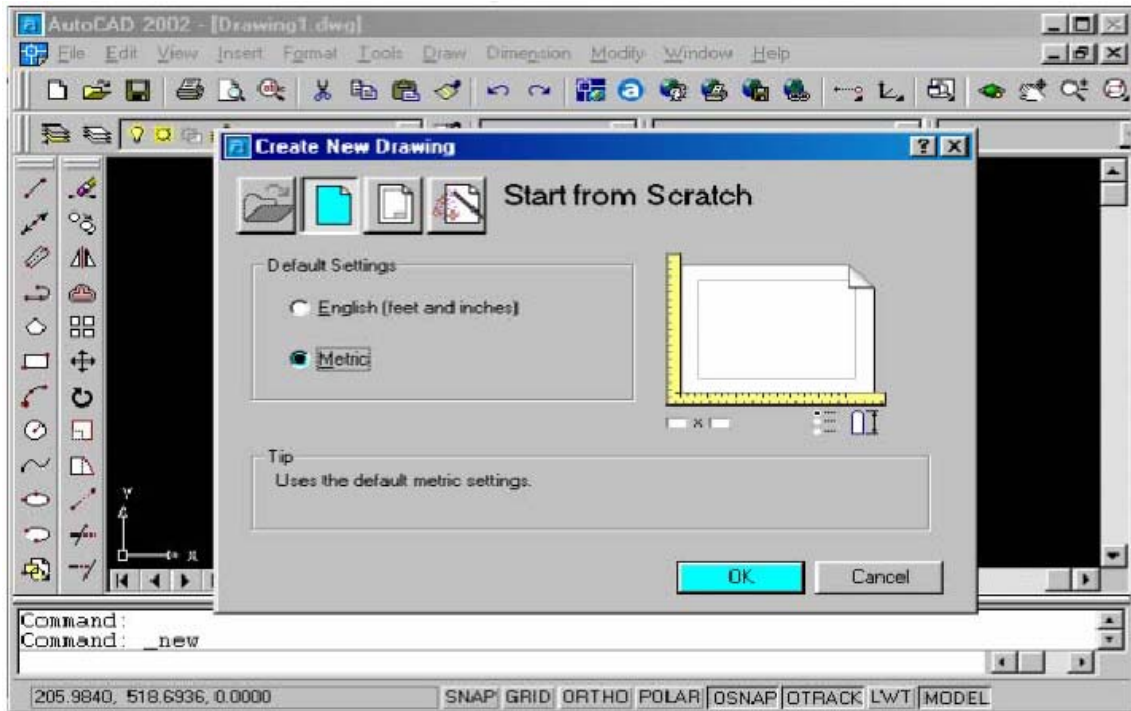 AutoCAD 2002 - [Drawing1.dwg]
File Edit View Insert Format Tools Draw Dimension Modify Window Help
Create New Drawing
Start from Scratch
Default Settings
English (feet and inches)
Metric
x
Tip
Uses the default metric settings.
OK
Cancel
Y
X
Command:
Command: _new
205.9840, 518.6936, 0.0000 SNAP GRID ORTHO POLAR OSNAP OTRACK LWT MODEL